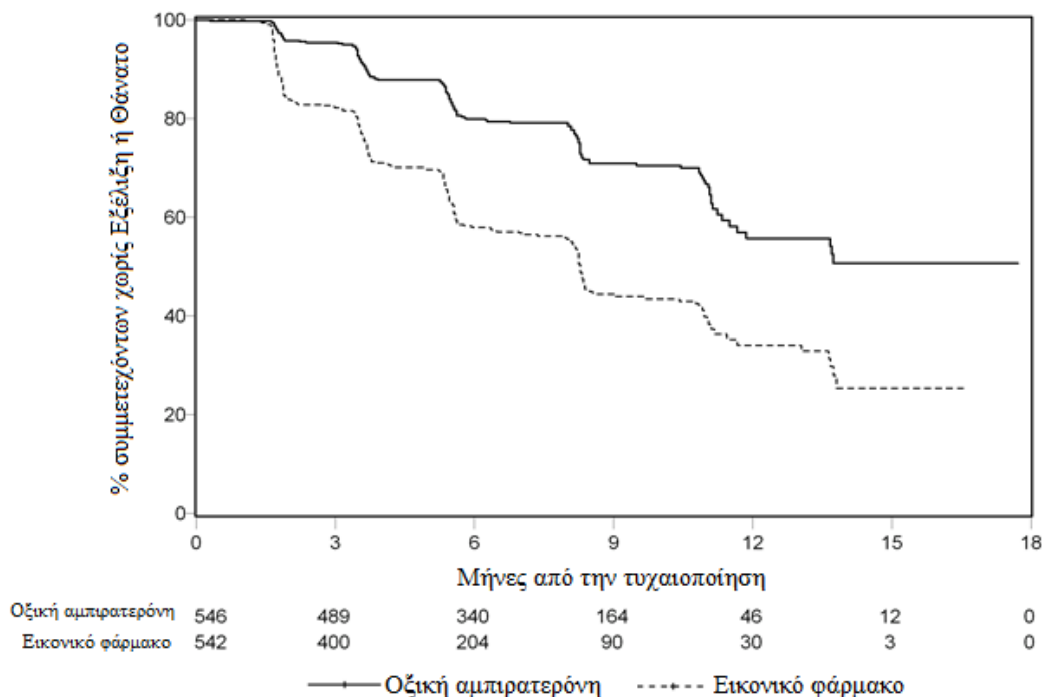 % συμμετεχόντων χωρίς Εξέλιξη ή Θάνατο
100
80
60
40
20
0
0 3 6 9 12 15 18
Μήνες από την τυχαιοποίηση
Οξική αμπιρατερόνη 546 489 340 164 46 12 0
Εικονικό φάρμακο 542 400 204 90 30 3 0
Οξική αμπιρατερόνη Εικονικό φάρμακο